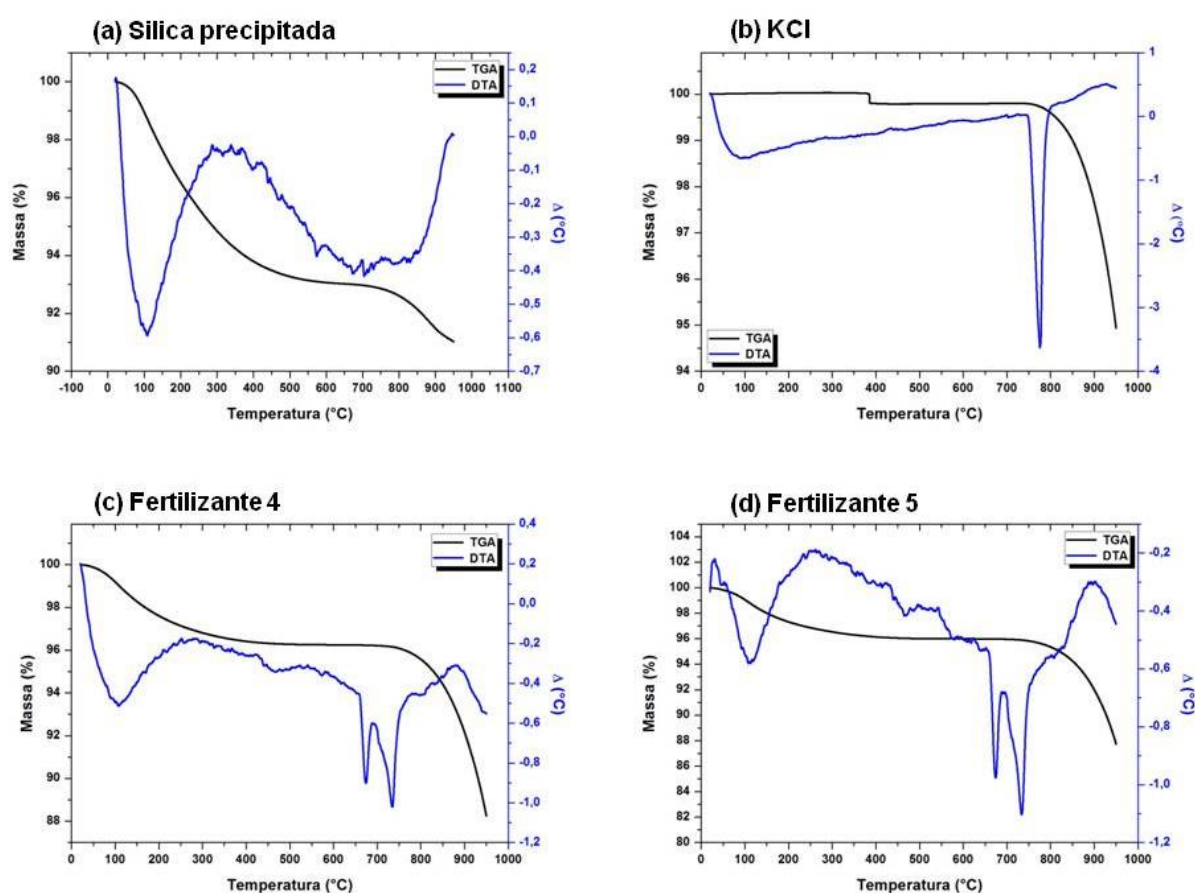 (a) Silica precipitada
TGA
DTA
Massa (%)
100
98
96
94
92
90
0,2
0,1
0,0
-0,1
-0,2
-0,3
-0,4
-0,5
-0,6
-0,7
Δ (°C)
-100 0 100 200 300 400 500 600 700 800 900 1000 1100
Temperatura (°C)
(b) KCl
TGA
DTA
Massa (%)
100
99
98
97
96
95
94
1
0
-1
-2
-3
-4
Δ (°C)
0 100 200 300 400 500 600 700 800 900 1000
Temperatura (°C)
(c) Fertilizante 4
TGA
DTA
Massa (%)
100
98
96
94
92
90
88
0,4
0,2
0,0
-0,2
-0,4
-0,6
-0,8
-1,0
-1,2
Δ (°C)
0 100 200 300 400 500 600 700 800 900 1000
Temperatura (°C)
(d) Fertilizante 5
TGA
DTA
Massa (%)
104
102
100
98
96
94
92
90
88
86
84
82
80
-0,2
-0,4
-0,6
-0,8
-1,0
-1,2
Δ (°C)
0 100 200 300 400 500 600 700 800 900 1000
Temperatura (°C)